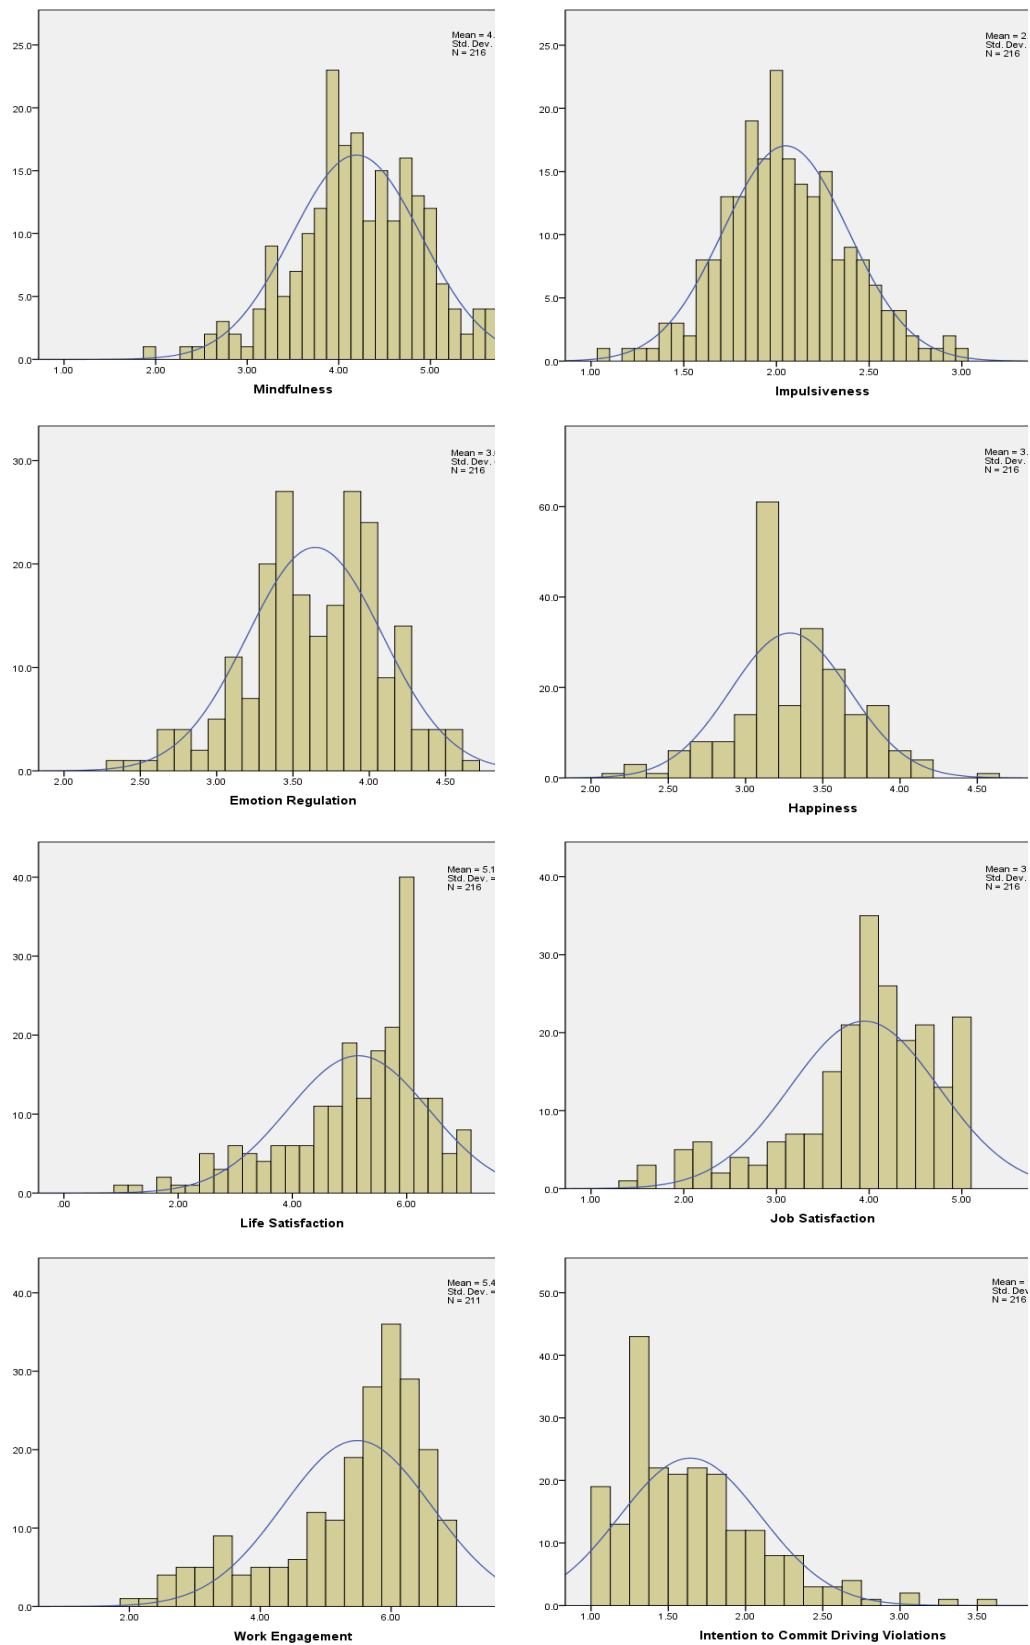 Mean = 4.
Std. Dev.
N = 216
25.0
20.0
15.0
10.0
5.0
0.0
1.00 2.00 3.00 4.00 5.00
Mindfulness
Mean = 2.
Std. Dev.
N = 216
25.0
20.0
15.0
10.0
5.0
0.0
1.00 1.50 2.00 2.50 3.00
Impulsiveness
Mean = 3.
Std. Dev.
N = 216
30.0
20.0
10.0
0.0
2.00 2.50 3.00 3.50 4.00 4.50
Emotion Regulation
Mean = 3.
Std. Dev.
N = 216
60.0
40.0
20.0
0.0
2.00 2.50 3.00 3.50 4.00 4.50
Happiness
Mean = 5.1
Std. Dev. =
N = 216
40.0
30.0
20.0
10.0
0.0
.00 2.00 4.00 6.00
Life Satisfaction
Mean = 3.
Std. Dev.
N = 216
40.0
30.0
20.0
10.0
0.0
1.00 2.00 3.00 4.00 5.00
Job Satisfaction
Mean = 5.4
Std. Dev. =
N = 211
40.0
30.0
20.0
10.0
0.0
2.00 4.00 6.00
Work Engagement
Mean =
Std. Dev.
N = 216
50.0
40.0
30.0
20.0
10.0
0.0
1.00 1.50 2.00 2.50 3.00 3.50
Intention to Commit Driving Violations